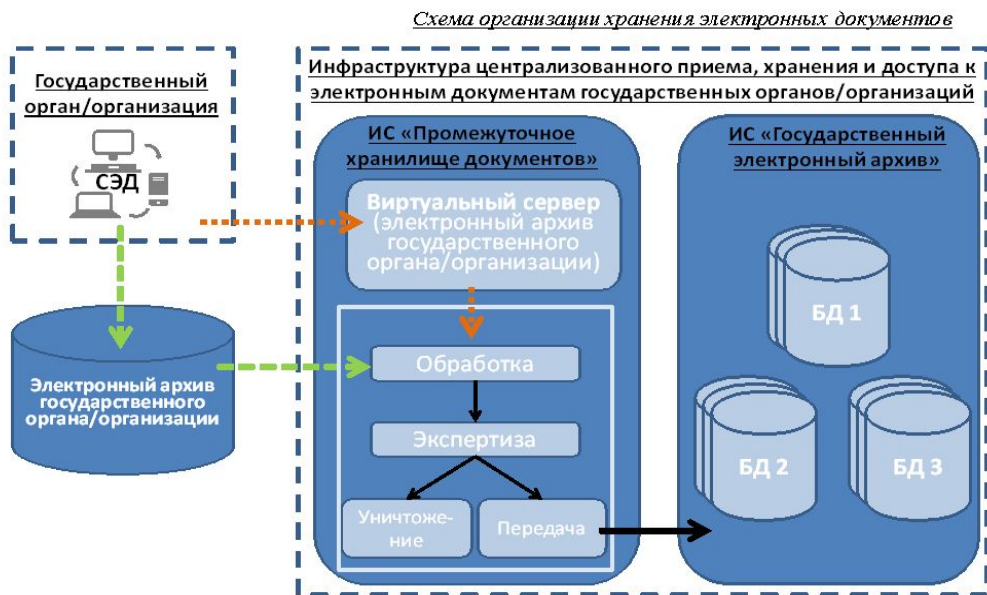 Схема организации хранения электронных документов
Государственный
орган/организация
СЭД
Электронный архив
государственного
органа/организации
Инфраструктура централизованного приема, хранения и доступа к
электронным документам государственных органов/организаций
ИС «Промежуточное
хранилище документов»
Виртуальный сервер
(электронный архив
государственного
органа/организации)
Обработка
Экспертиза
Уничтоже-
ние
Передача
ИС «Государственный
электронный архив»
БД 1
БД 2
БД 3